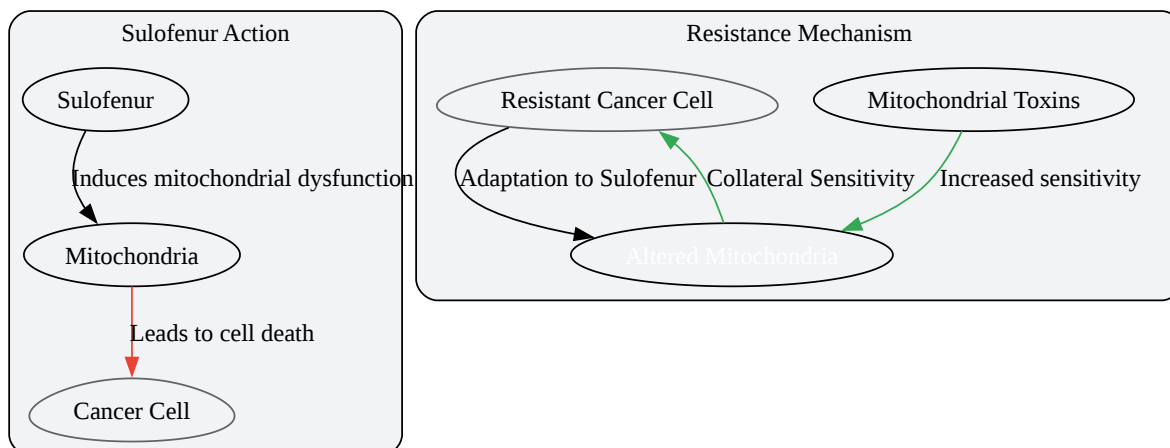 Sulofenur Action
Sulofenur
Induces mitochondrial dysfunction
Mitochondria
Leads to cell death
Cancer Cell
Resistance Mechanism
Resistant Cancer Cell
Mitochondrial Toxins
Adaptation to Sulofenur
Collateral Sensitivity
Increased sensitivity
Altered Mitochondria